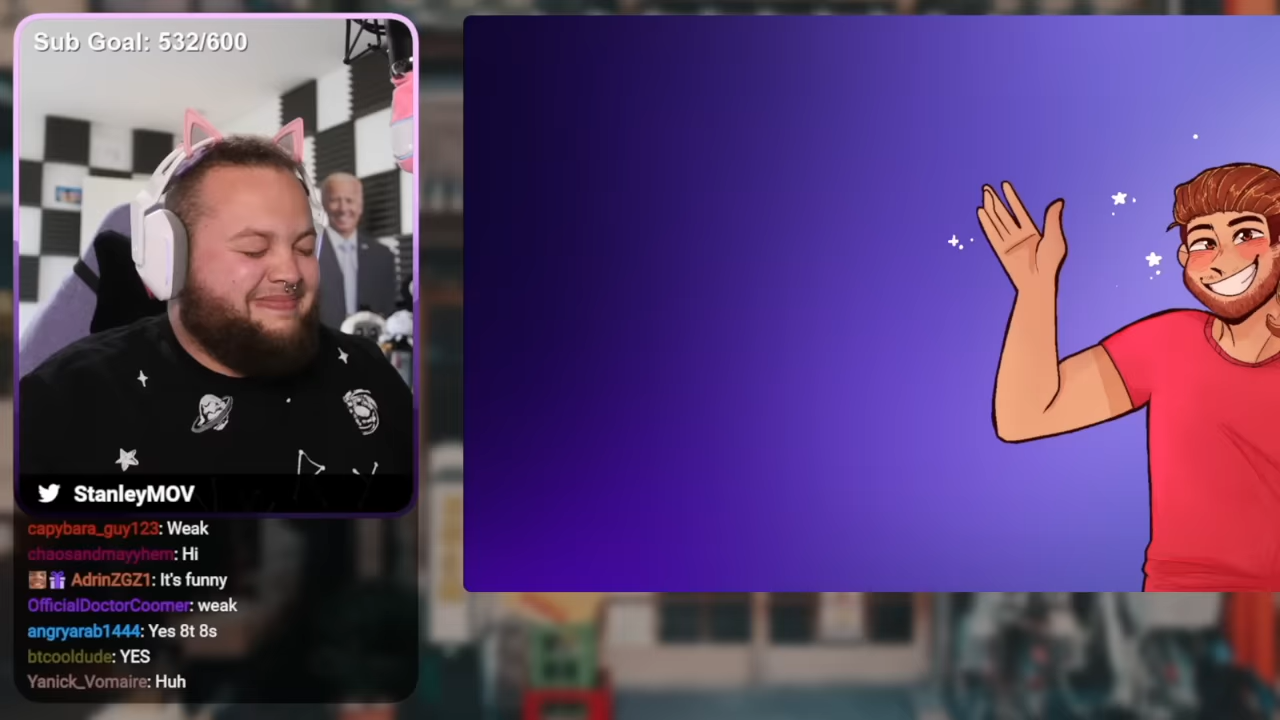 Sub Goal: 532/600
StanleyMOV
capybara_guy123: Weak
chaosandmayyhem: Hi
AdrinZGZ1: It's funny
OfficialDoctorCoomer: weak
angryarab1444: Yes 8t 8s
btcooldude: YES
Yanick_Vomaire: Huh